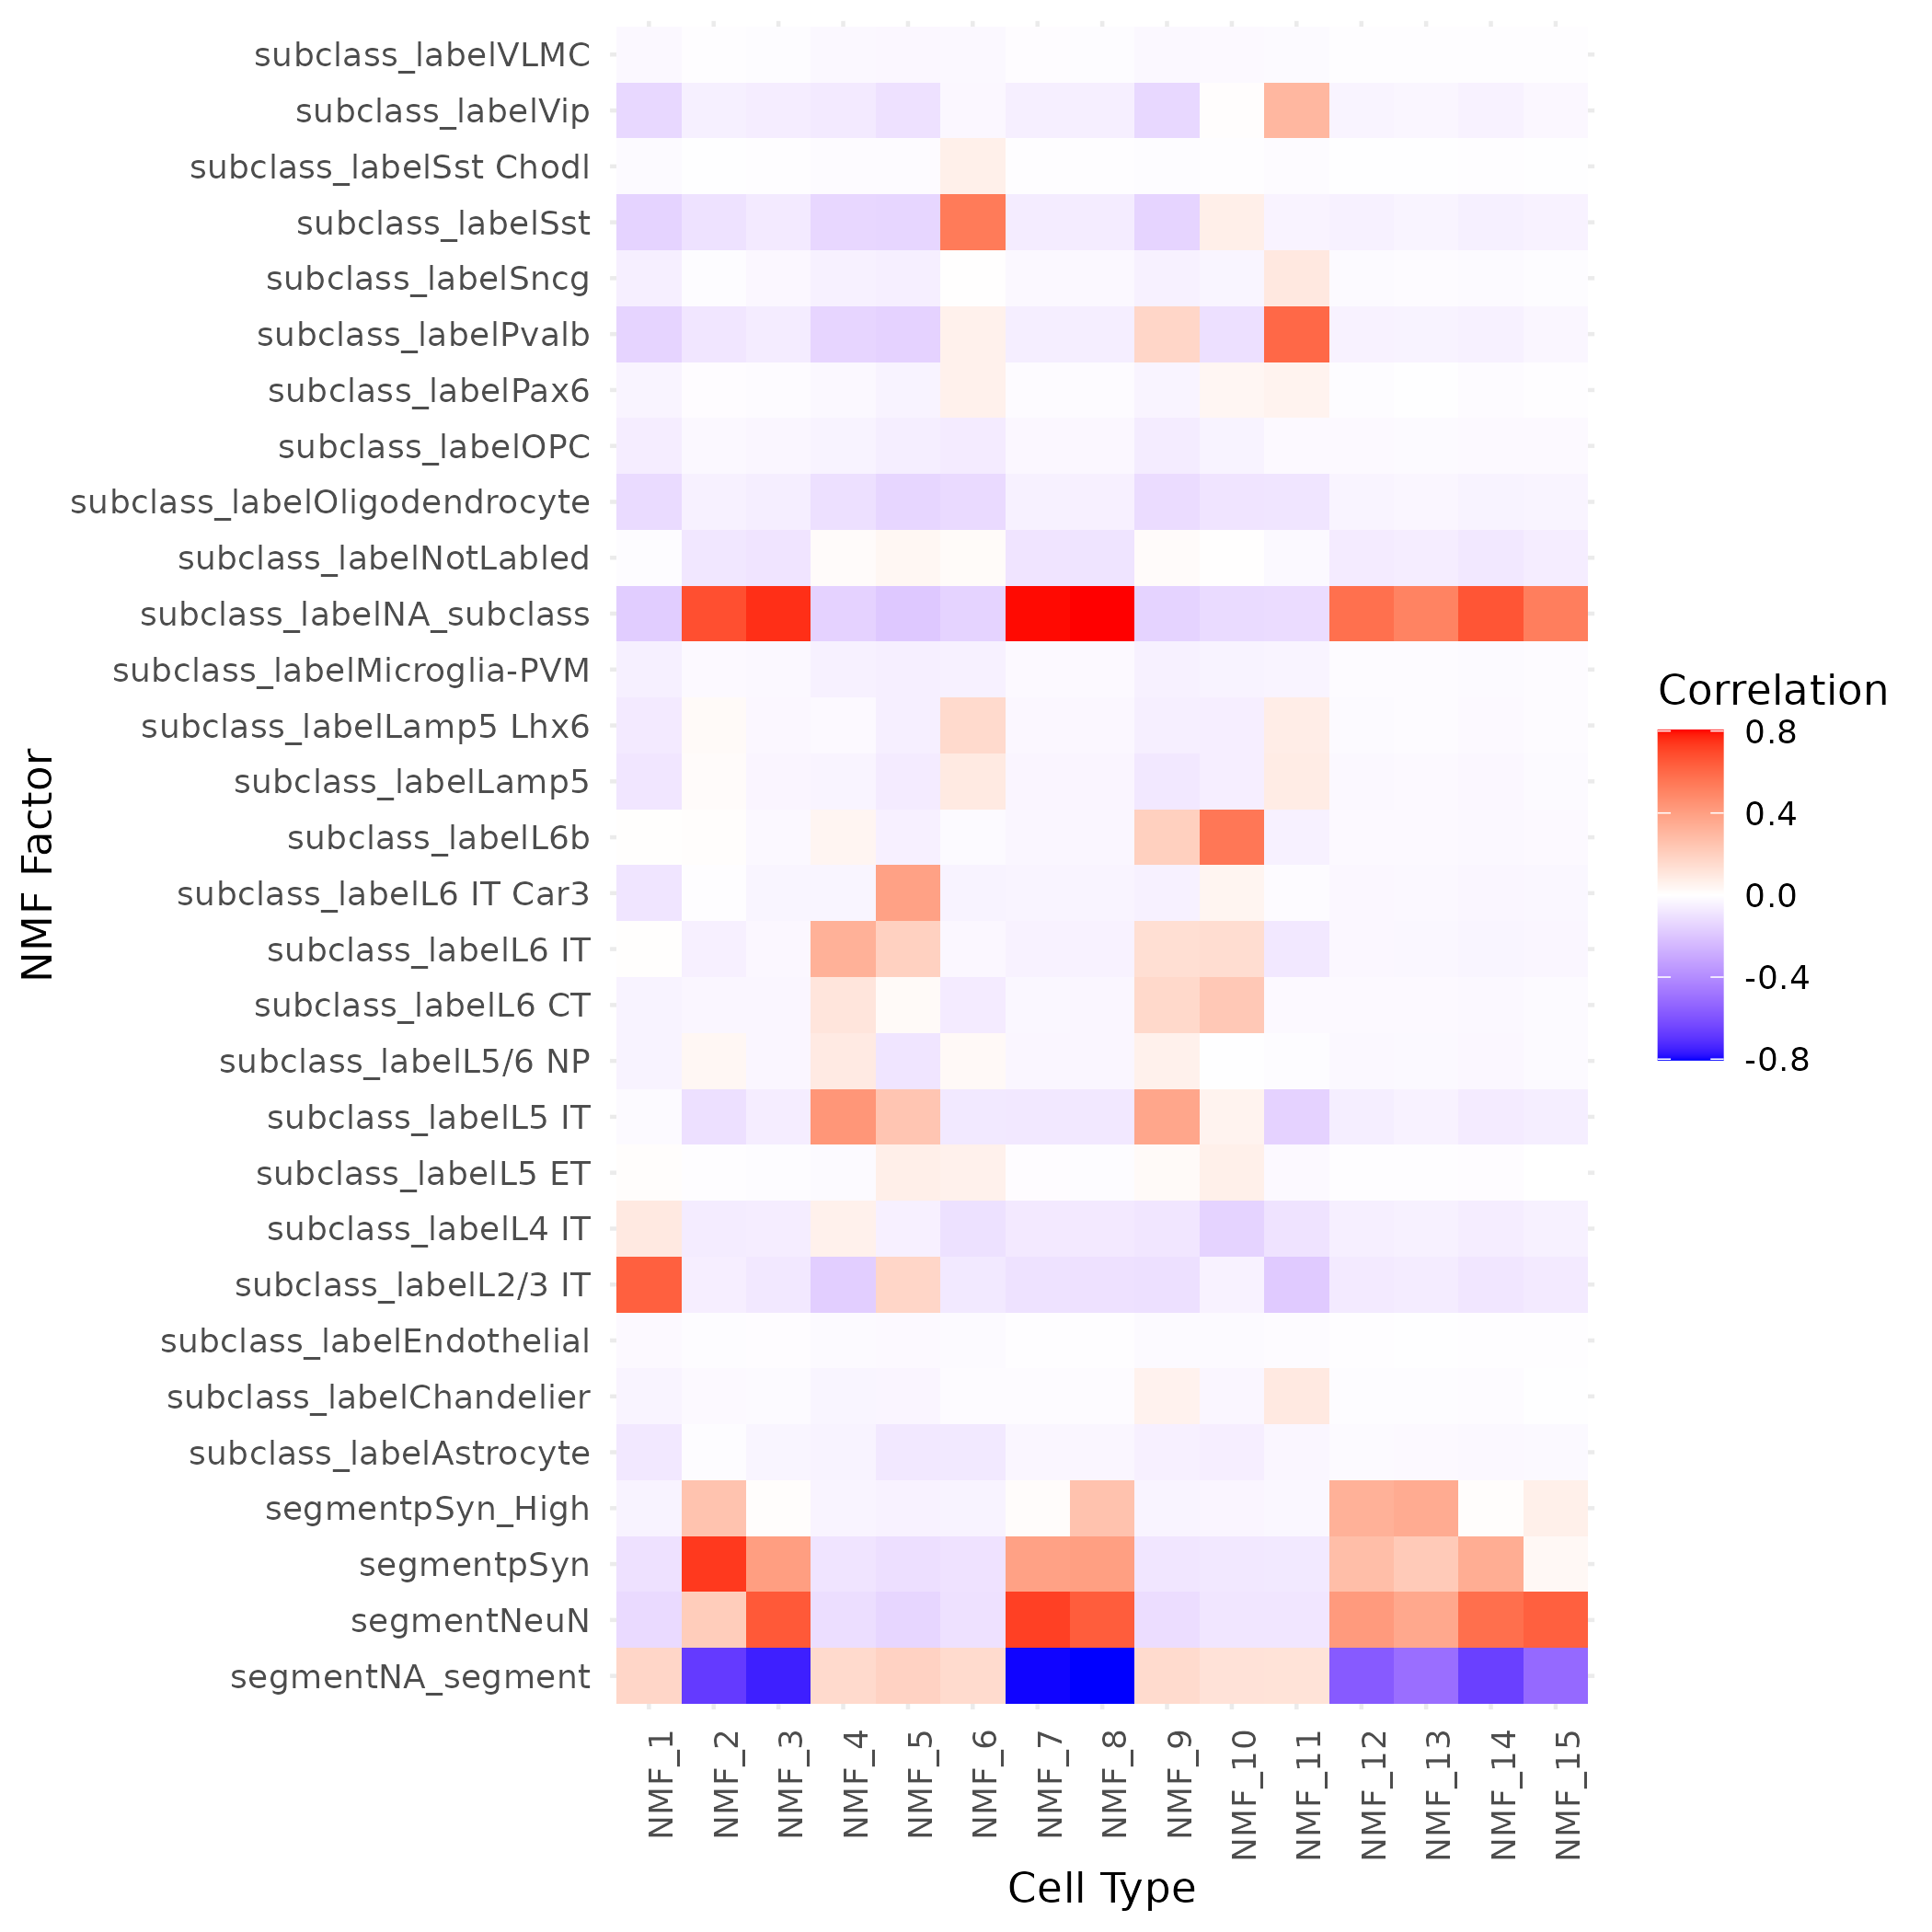 subclass_labelVLMC
subclass_labelVip
subclass_labelSst Chodl
subclass_labelSst
subclass_labelSncg
subclass_labelPvalb
subclass_labelPax6
subclass_labelOPC
subclass_labelOligodendrocyte
subclass_labelNotLabled
subclass_labelNA_subclass
subclass_labelMicroglia-PVM
subclass_labelLamp5 Lhx6
subclass_labelLamp5
subclass_labelL6b
subclass_labelL6 IT Car3
subclass_labelL6 IT
subclass_labelL6 CT
subclass_labelL5/6 NP
subclass_labelL5 IT
subclass_labelL5 ET
subclass_labelL4 IT
subclass_labelL2/3 IT
subclass_labelEndothelial
subclass_labelChandelier
subclass_labelAstrocyte
segmentpSyn_High
segmentpSyn
segmentNeuN
segmentNA_segment
NMF Factor
NMF_1
NMF_2
NMF_3
NMF_4
NMF_5
NMF_6
NMF_7
NMF_8
NMF_9
NMF_10
NMF_11
NMF_12
NMF_13
NMF_14
NMF_15
Cell Type
Correlation
0.8
0.4
0.0
-0.4
-0.8